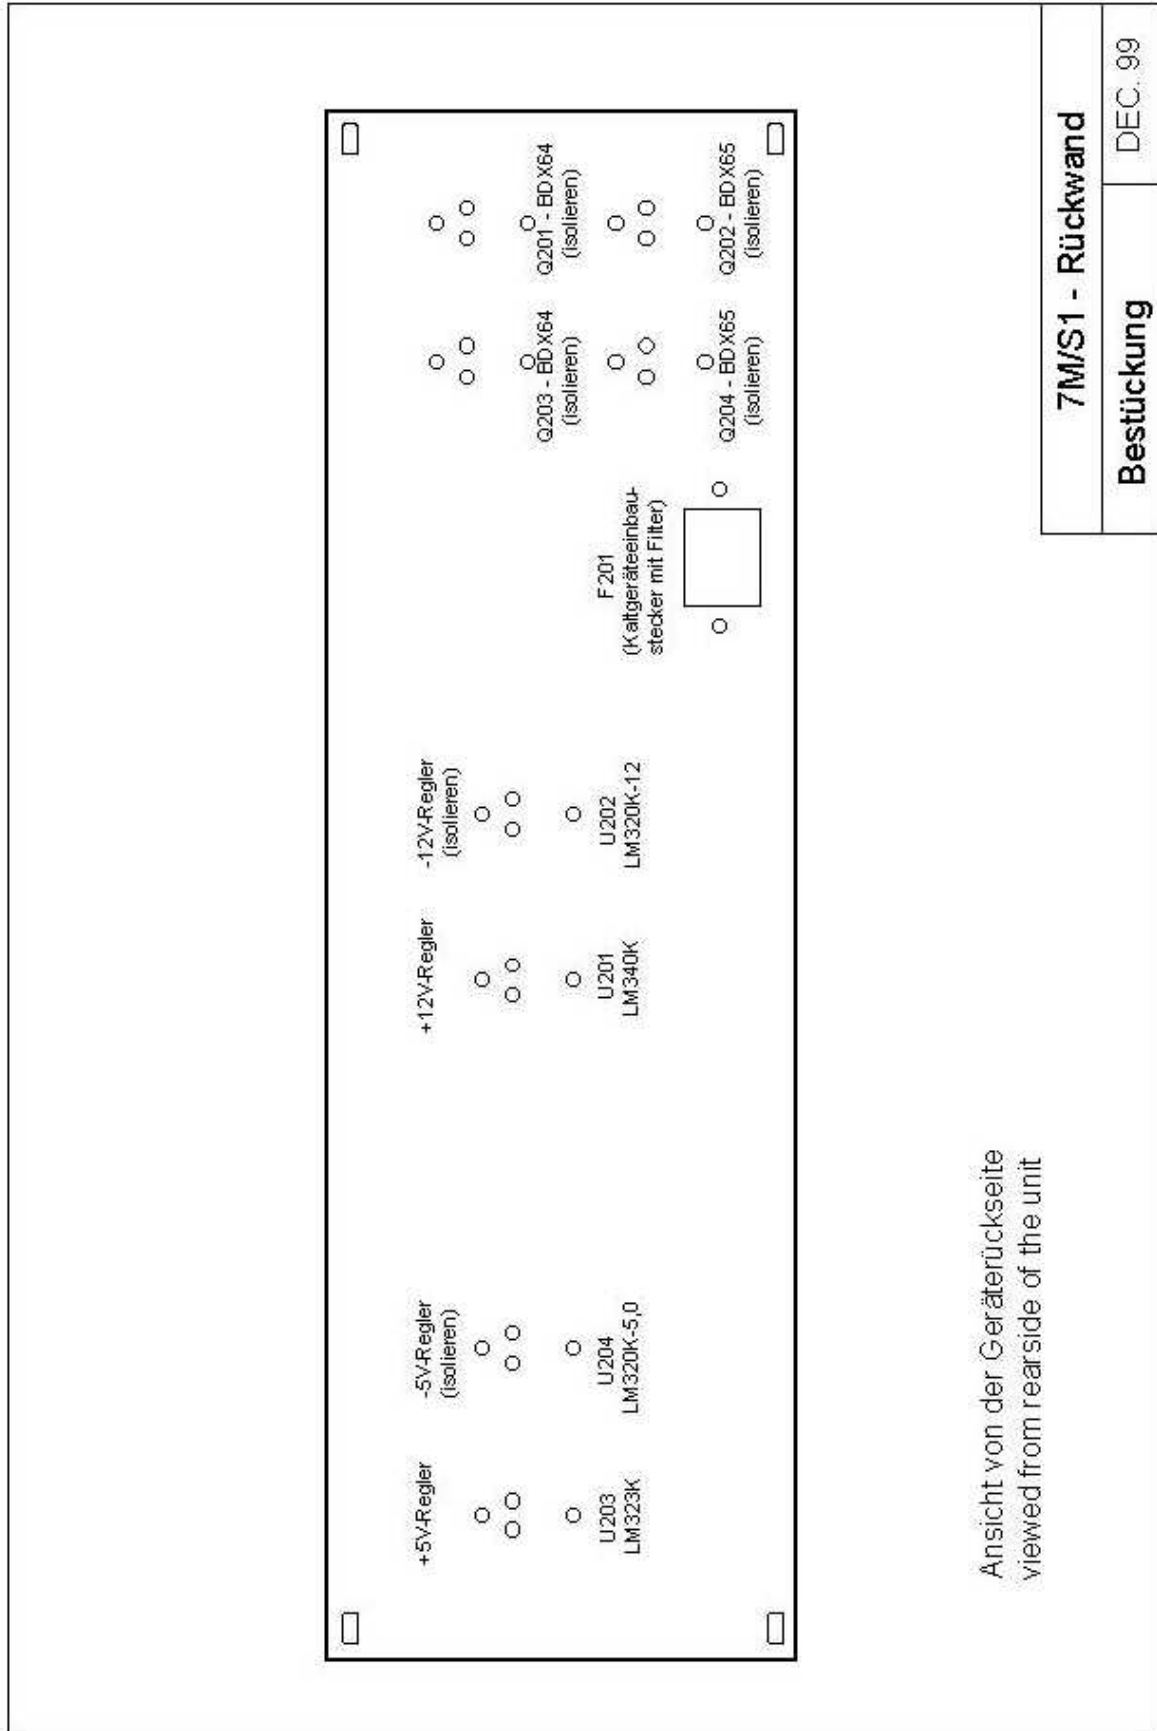 +5V-Regler
U203
LM323K
-5V-Regler
(isolieren)
U204
LM320K-5,0
+12V-Regler
U201
LM340K
-12V-Regler
(isolieren)
U202
LM320K-12
F201
(Kaltgeräteeinbau-
stecker mit Filter)
Q203 - BDX64
(isolieren)
Q204 - BDX65
(isolieren)
Q201 - BDX64
(isolieren)
Q202 - BDX65
(isolieren)
Ansicht von der Geräterückseite
viewed from rearside of the unit
7M/S1 - Rückwand
Bestückung
DEC. 99